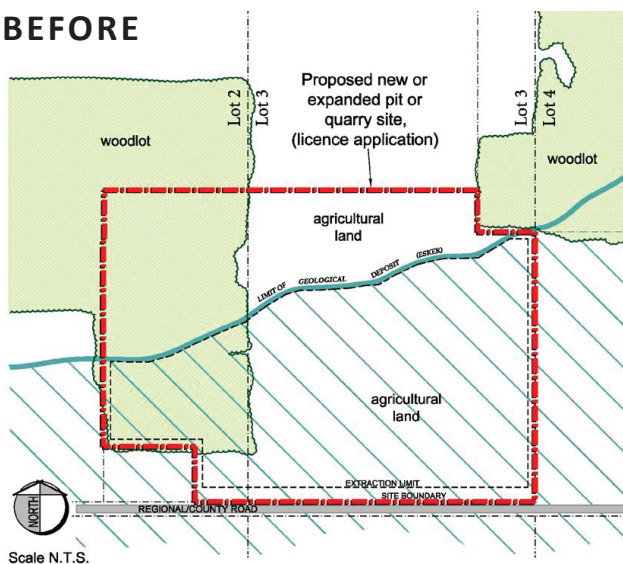 BEFORE
Proposed new or
expanded pit or
quarry site,
(licence application)
Lot 2
Lot 3
Lot 3
Lot 4
woodlot
woodlot
agricultural
land
LIMIT OF GEOLOGICAL DEPOSIT (ESKER)
agricultural
land
EXTRACTION LIMIT
SITE BOUNDARY
REGIONAL/COUNTY ROAD
NORTH
Scale N.T.S.